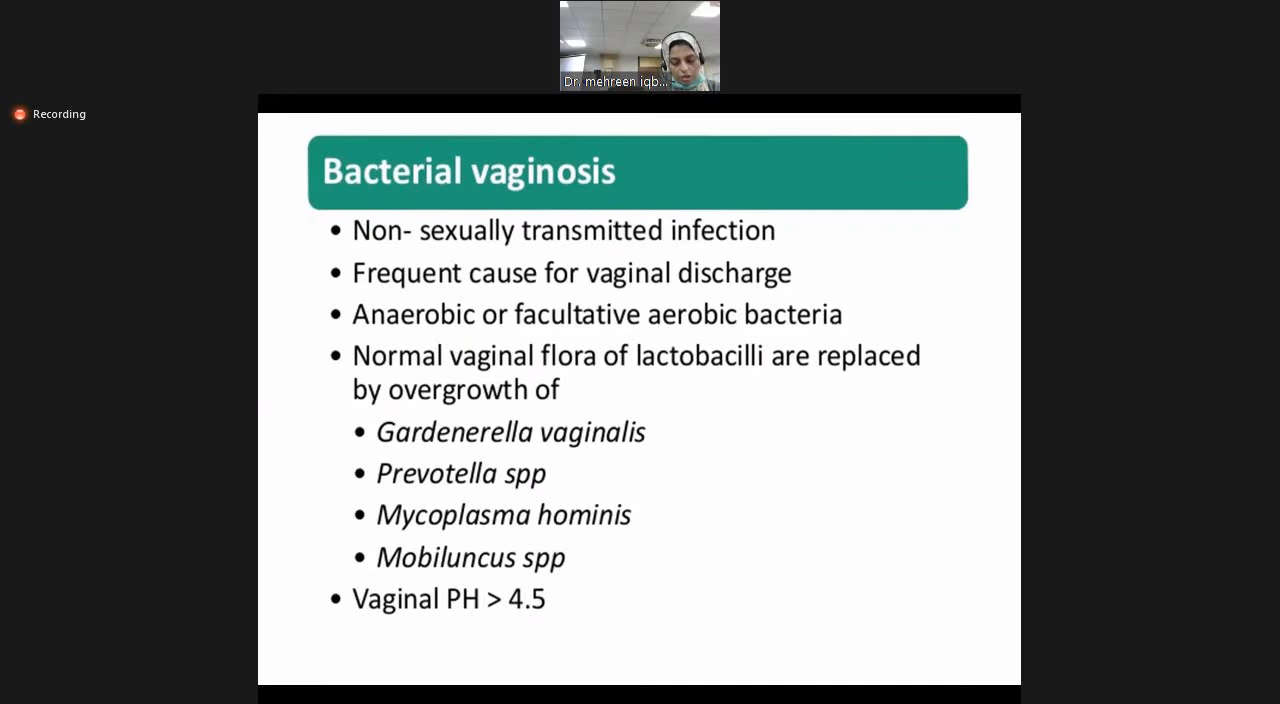 Dr. mehreen iqb...
Recording
Bacterial vaginosis
• Non- sexually transmitted infection
• Frequent cause for vaginal discharge
• Anaerobic or facultative aerobic bacteria
• Normal vaginal flora of lactobacilli are replaced
by overgrowth of
• Gardenerella vaginalis
• Prevotella spp
• Mycoplasma hominis
• Mobiluncus spp
• Vaginal PH > 4.5